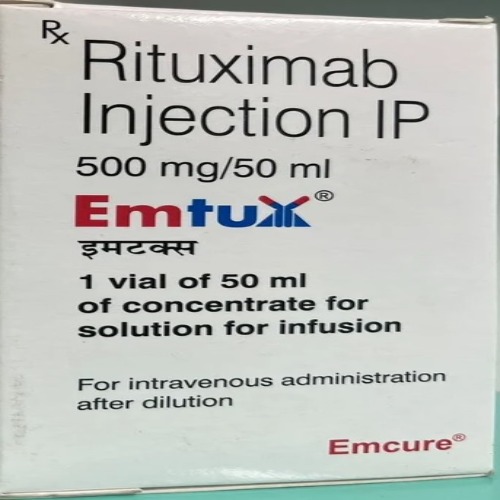 Rx
Rituximab
Injection IP
500 mg/50 ml
Emtux®
इमटक्स
1 vial of 50 ml
of concentrate for
solution for infusion
For intravenous administration
after dilution
Emcure®